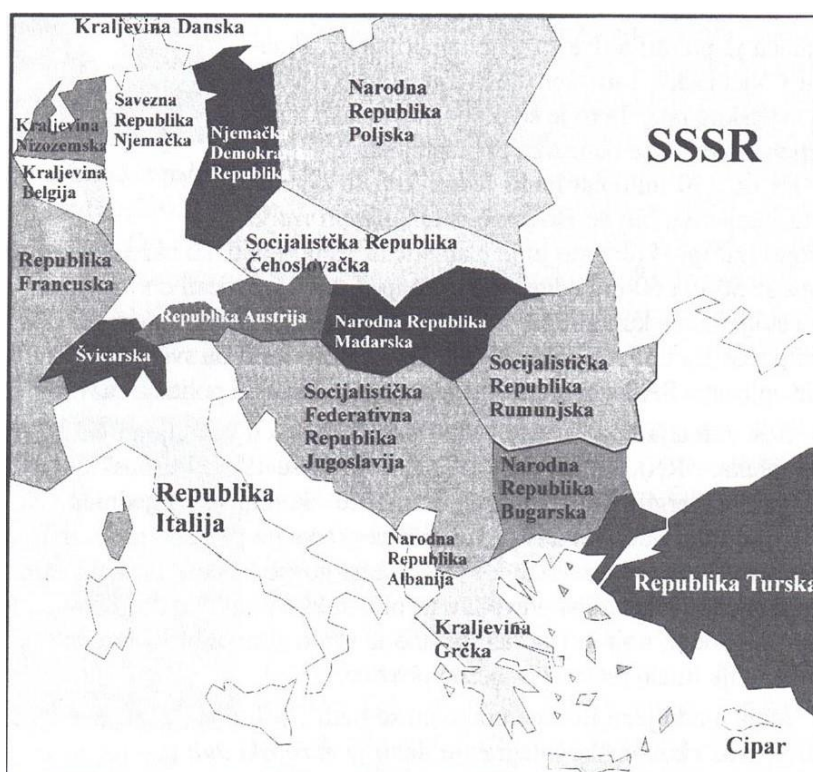 Kraljevina Danska
Savezna
Republika
Njemačka
Kraljevina
Nizozemska
Njemačka
Demokratska
Republika
Narodna
Republika
Poljska
SSSR
Kraljevina
Belgija
Republika
Francuska
Socijalistčka Republika
Čehoslovačka
Republika Austrija
Narodna Republika
Mađarska
Švicarska
Socijalistička
Federativna
Republika
Jugoslavija
Socijalistička
Republika
Rumunjska
Narodna
Republika
Bugarska
Republika
Italija
Narodna
Republika
Albanija
Republika Turska
Kraljevina
Grčka
Cipar